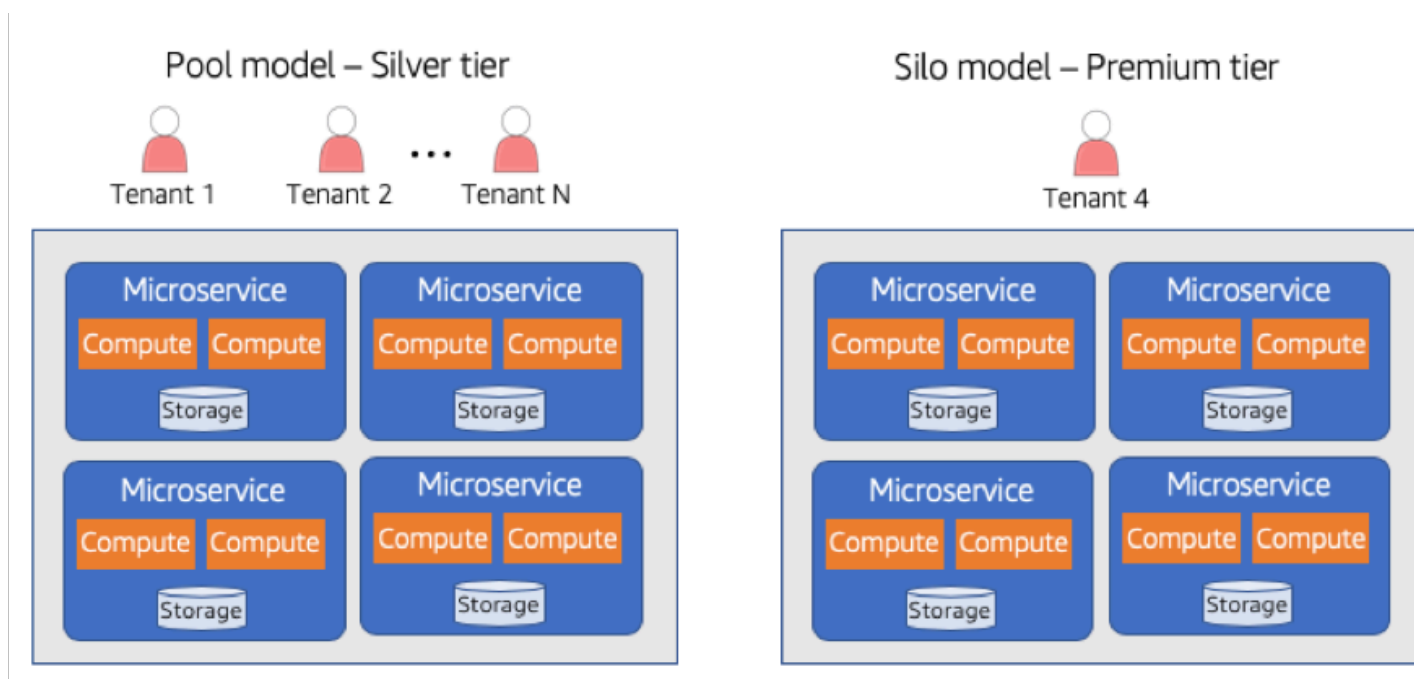 Pool model – Silver tier
Tenant 1
Tenant 2
...
Tenant N
Microservice
Compute Compute
Storage
Microservice
Compute Compute
Storage
Microservice
Compute Compute
Storage
Microservice
Compute Compute
Storage
Silo model – Premium tier
Tenant 4
Microservice
Compute Compute
Storage
Microservice
Compute Compute
Storage
Microservice
Compute Compute
Storage
Microservice
Compute Compute
Storage